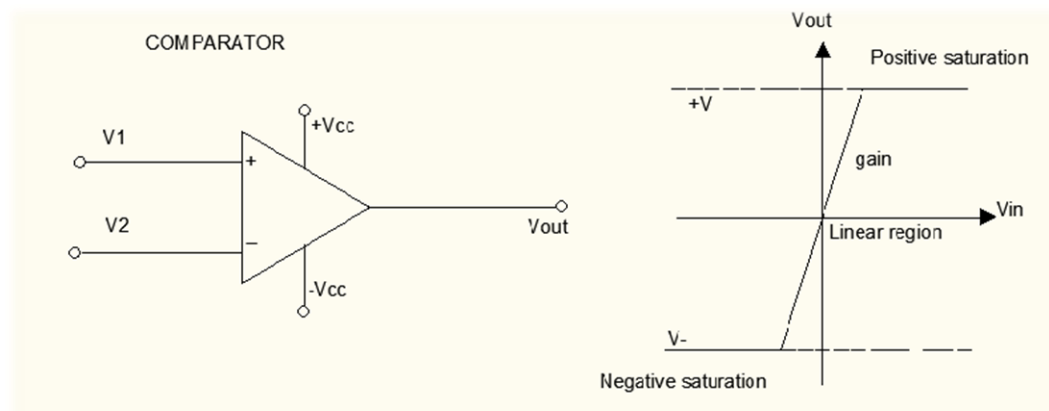 COMPARATOR
V1
V2
+
−
+Vcc
-Vcc
Vout
Vout
Positive saturation
+V
gain
Vin
Linear region
V-
Negative saturation